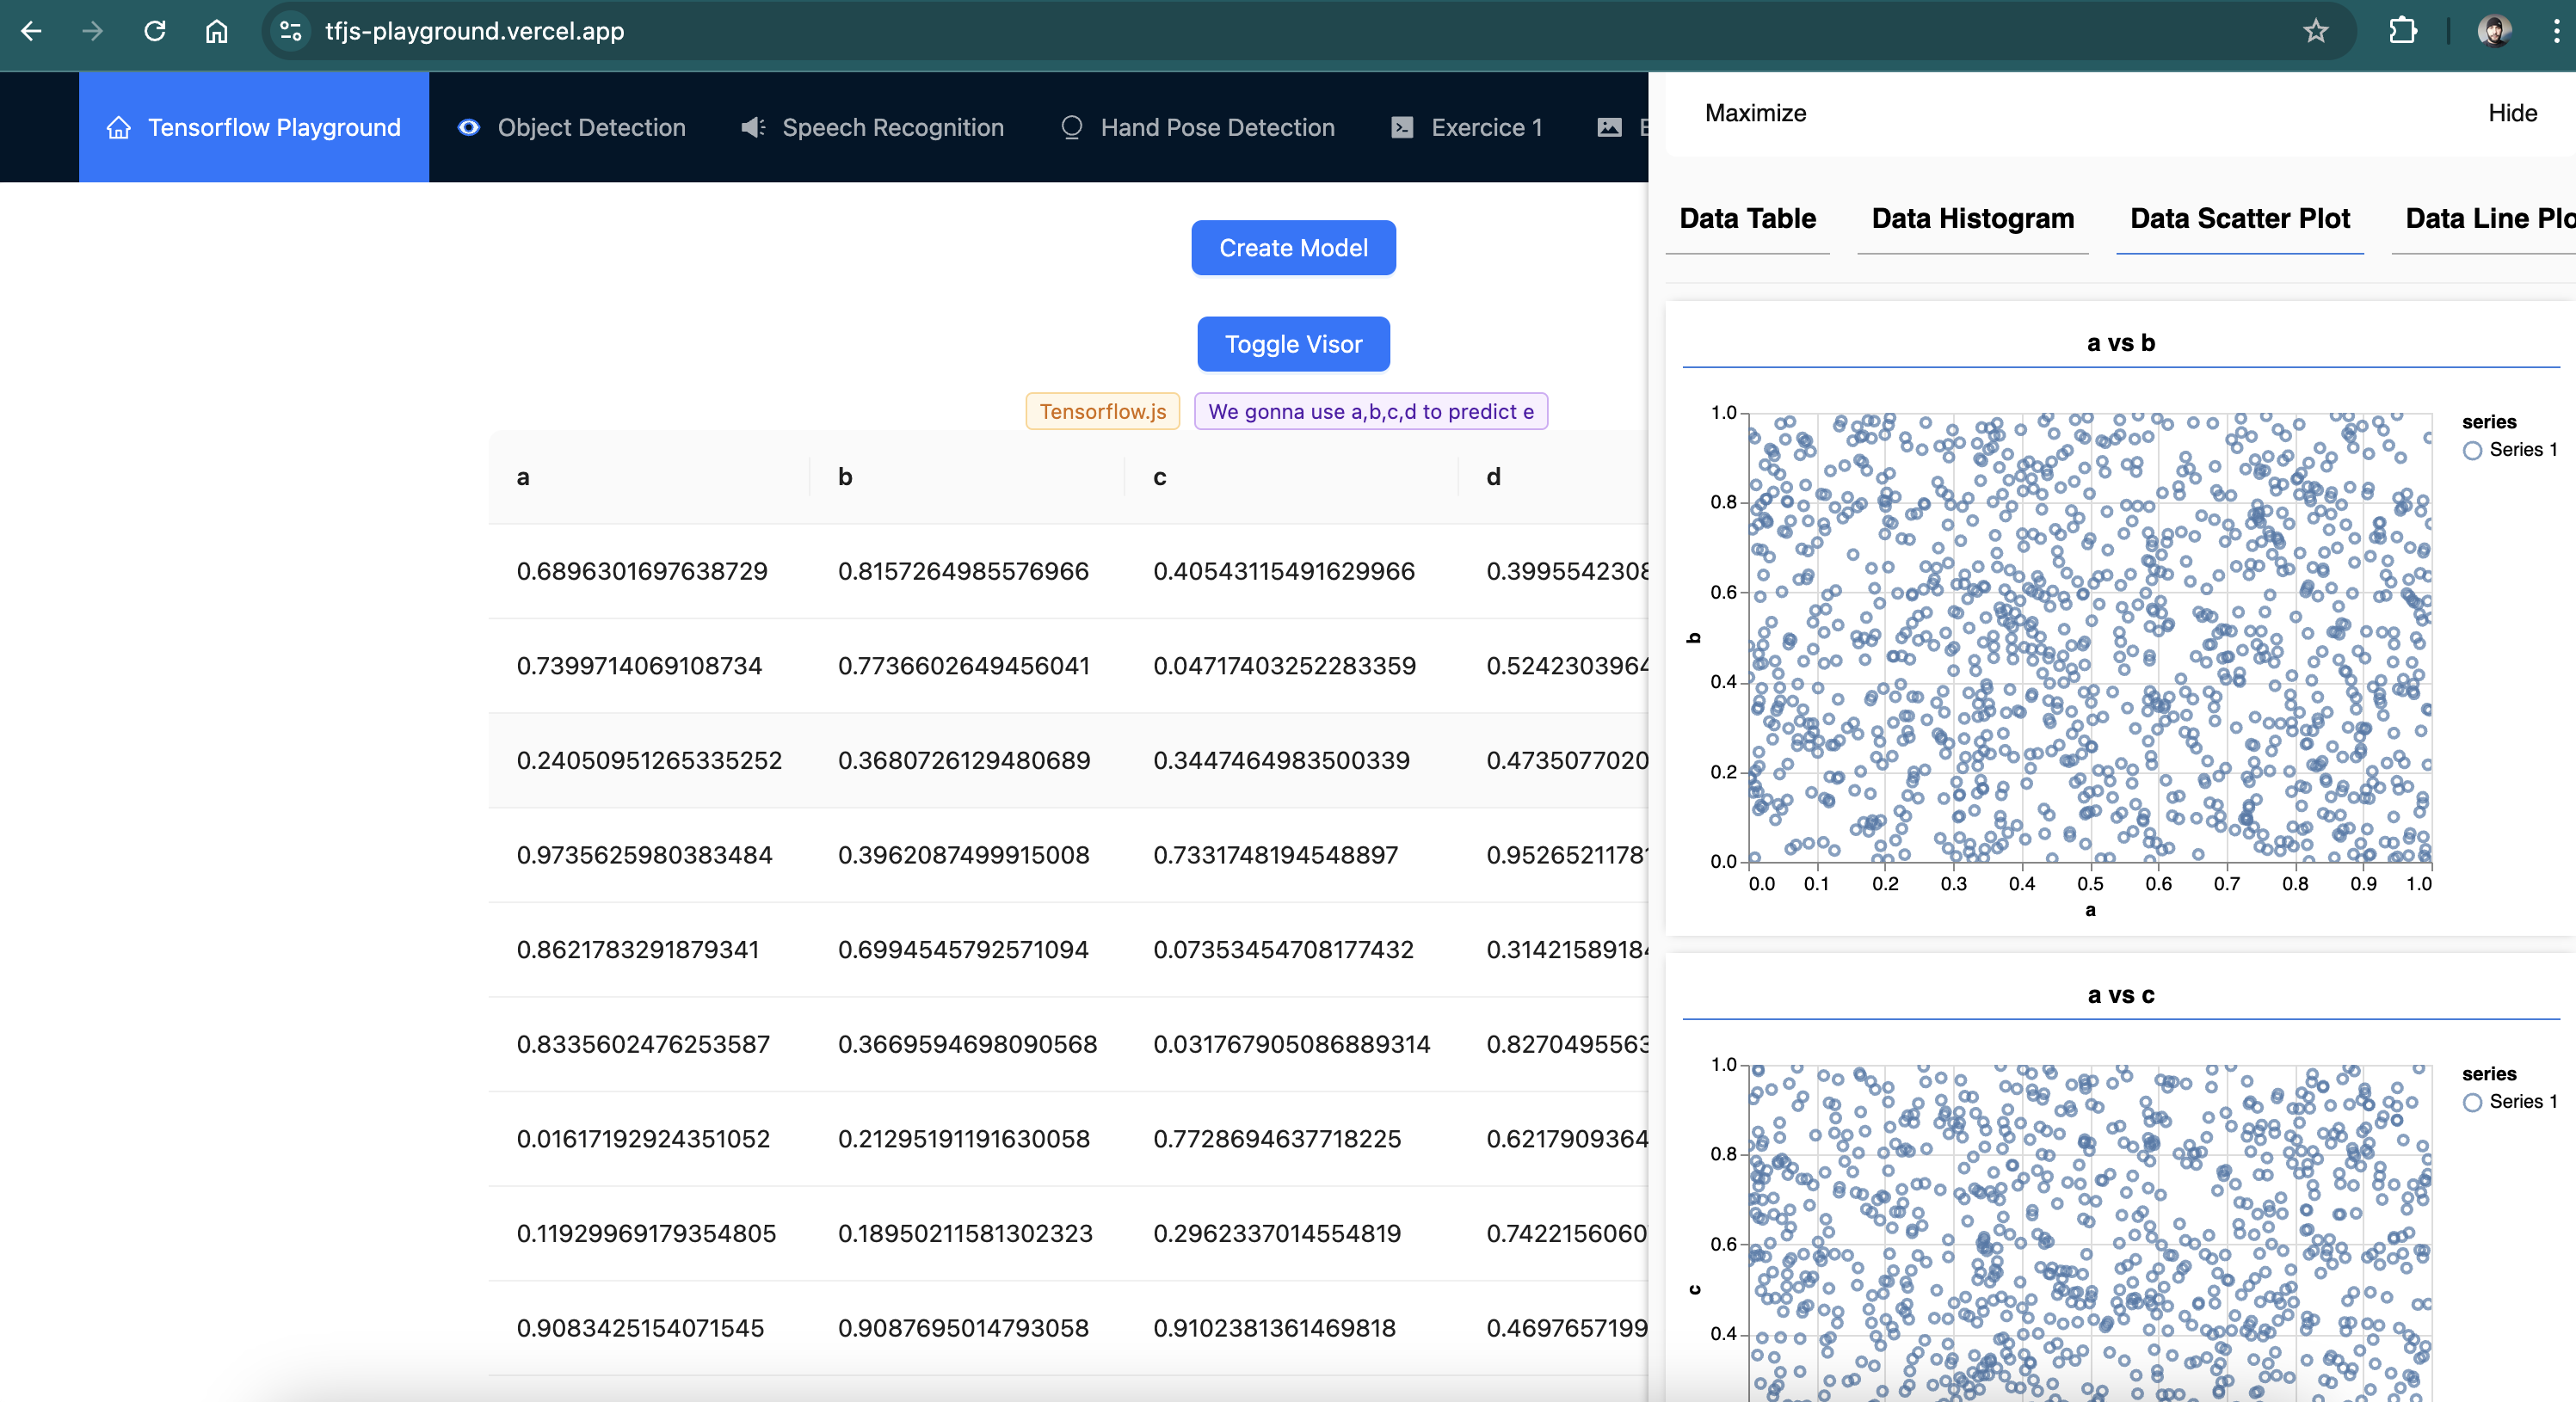 tfjs-playground.vercel.app
Tensorflow Playground
Object Detection
Speech Recognition
Hand Pose Detection
Exercice 1
Create Model
Toggle Visor
Tensorflow.js
We gonna use a,b,c,d to predict e
a b c d
0.6896301697638729 0.8157264985576966 0.40543115491629966 0.3995542308
0.7399714069108734 0.7736602649456041 0.04717403252283359 0.5242303964
0.24050951265335252 0.3680726129480689 0.3447464983500339 0.4735077020
0.9735625980383484 0.3962087499915008 0.7331748194548897 0.9526521178
0.8621783291879341 0.6994545792571094 0.07353454708177432 0.3142158918
0.8335602476253587 0.3669594698090568 0.031767905086889314 0.8270495563
0.01617192924351052 0.21295191191630058 0.7728694637718225 0.6217909364
0.11929969179354805 0.18950211581302323 0.2962337014554819 0.7422156060
0.9083425154071545 0.9087695014793058 0.9102381361469818 0.4697657199
Maximize
Hide
Data Table
Data Histogram
Data Scatter Plot
Data Line Plo
a vs b
1.0
0.8
0.6
0.4
0.2
0.0
b
0.0 0.1 0.2 0.3 0.4 0.5 0.6 0.7 0.8 0.9 1.0
a
series
Series 1
a vs c
1.0
0.8
0.6
0.4
c
series
Series 1